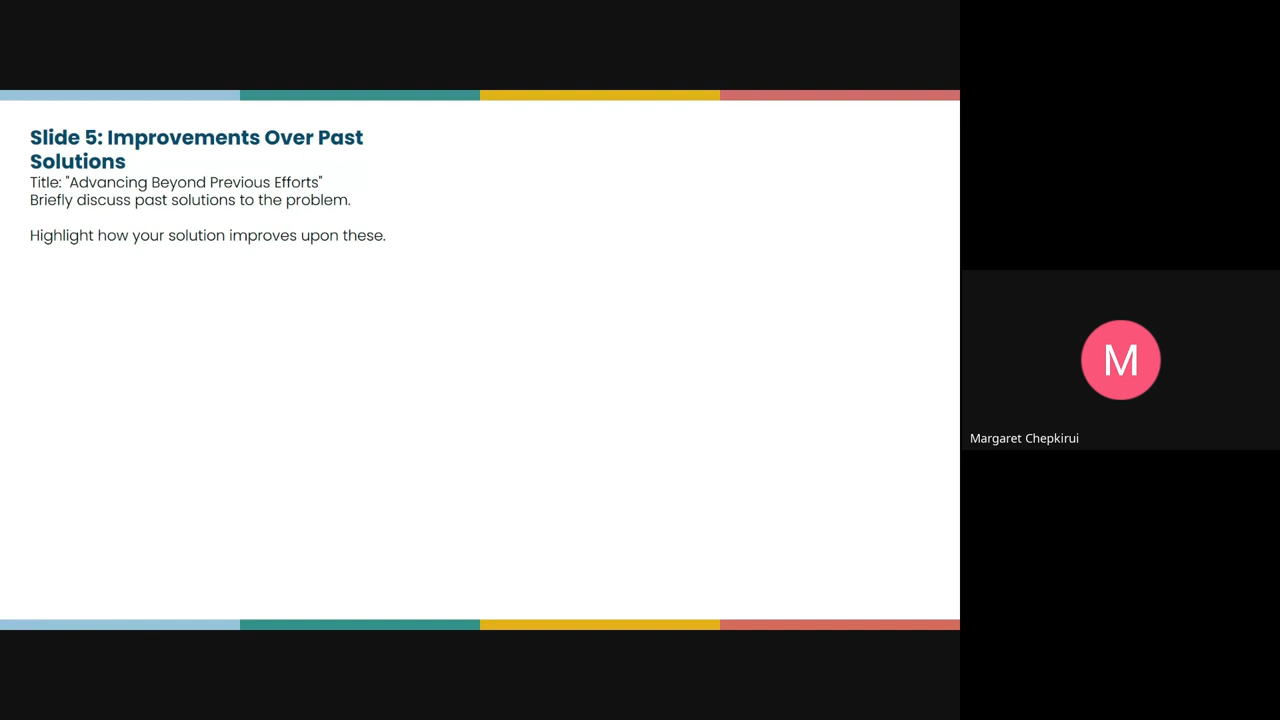 Slide 5: Improvements Over Past
Solutions
Title: "Advancing Beyond Previous Efforts"
Briefly discuss past solutions to the problem.
Highlight how your solution improves upon these.
M
Margaret Chepkirui